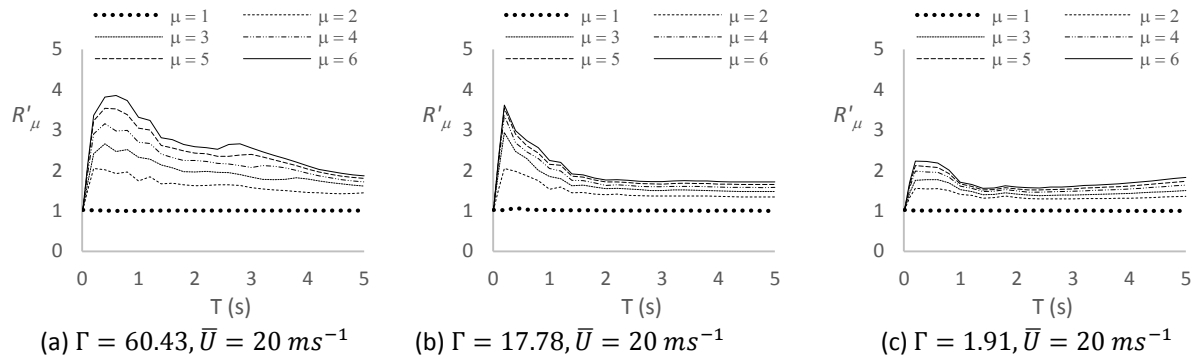 μ = 1 μ = 2
μ = 3 μ = 4
μ = 5 μ = 6
5
4
R'μ
3
2
1
0
0 1 2 3 4 5
T (s)
(a) Γ = 60.43, U̅ = 20 ms⁻¹
μ = 1 μ = 2
μ = 3 μ = 4
μ = 5 μ = 6
5
4
R'μ
3
2
1
0
0 1 2 3 4 5
T (s)
(b) Γ = 17.78, U̅ = 20 ms⁻¹
μ = 1 μ = 2
μ = 3 μ = 4
μ = 5 μ = 6
5
4
R'μ
3
2
1
0
0 1 2 3 4 5
T (s)
(c) Γ = 1.91, U̅ = 20 ms⁻¹